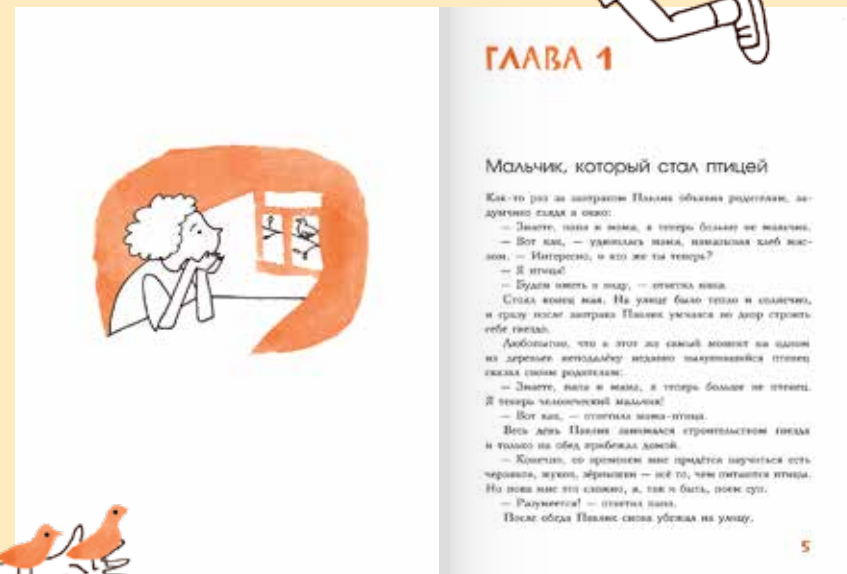 ГЛАВА 1
Мальчик, который стал птицей
Как-то раз за завтраком Павлик объявил родителям, за-
думчиво глядя в окно:
— Знаете, папа и мама, я теперь больше не мальчик.
— Вот как, — удивилась мама, намазывая хлеб мас-
лом. — Интересно, и кто же ты теперь?
— Я птица!
— Будем иметь в виду, — ответил папа.
Стоял конец мая. На улице было тепло и солнечно,
и сразу после завтрака Павлик умчался во двор строить
себе гнездо.
Любопытно, что в этот же самый момент на одном
из деревьев неподалёку недавно вылупившийся птенец
сказал своим родителям:
— Знаете, папа и мама, я теперь больше не птенец.
Я теперь человеческий мальчик!
— Вот как, — ответила мама-птица.
Весь день Павлик занимался строительством гнезда
и только на обед прибежал домой.
— Конечно, со временем мне придётся научиться есть
червяков, жуков, зёрнышки — всё то, чем питаются птицы.
Но пока мне это сложно, я, так и быть, поем суп.
— Разумеется! — ответил папа.
После обеда Павлик снова убежал на улицу.
5